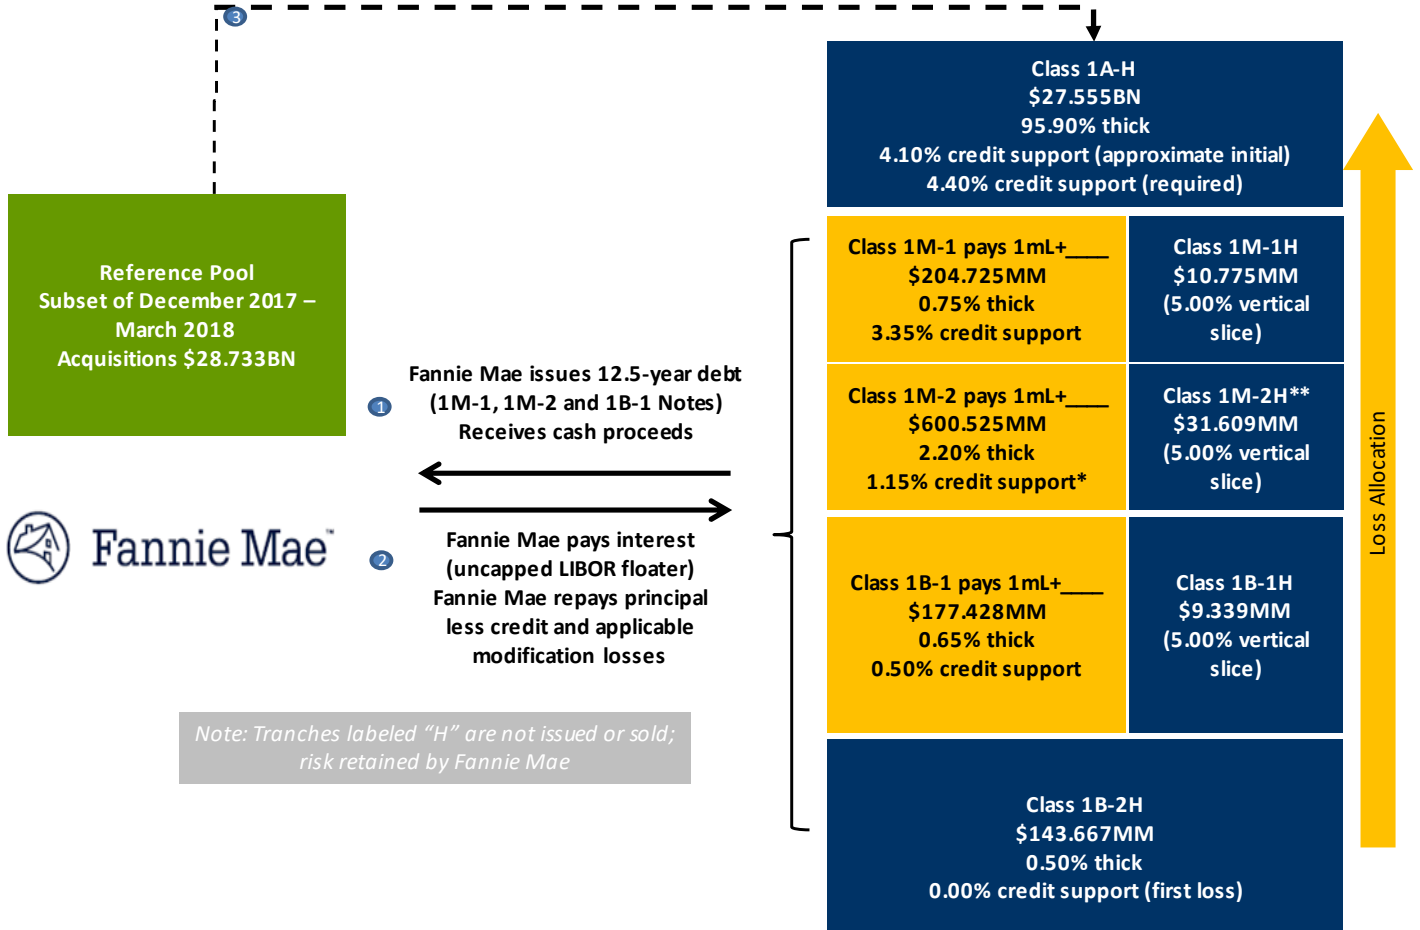 3
Class 1A-H
$27.555BN
95.90% thick
4.10% credit support (approximate initial)
4.40% credit support (required)
Reference Pool
Subset of December 2017 –
March 2018
Acquisitions $28.733BN
Class 1M-1 pays 1mL+____
$204.725MM
0.75% thick
3.35% credit support
Class 1M-1H
$10.775MM
(5.00% vertical
slice)
1
Fannie Mae issues 12.5-year debt
(1M-1, 1M-2 and 1B-1 Notes)
Receives cash proceeds
Class 1M-2 pays 1mL+____
$600.525MM
2.20% thick
1.15% credit support*
Class 1M-2H**
$31.609MM
(5.00% vertical
slice)
Loss Allocation
Fannie Mae™
2
Fannie Mae pays interest
(uncapped LIBOR floater)
Fannie Mae repays principal
less credit and applicable
modification losses
Class 1B-1 pays 1mL+____
$177.428MM
0.65% thick
0.50% credit support
Class 1B-1H
$9.339MM
(5.00% vertical
slice)
Note: Tranches labeled “H” are not issued or sold;
risk retained by Fannie Mae
Class 1B-2H
$143.667MM
0.50% thick
0.00% credit support (first loss)